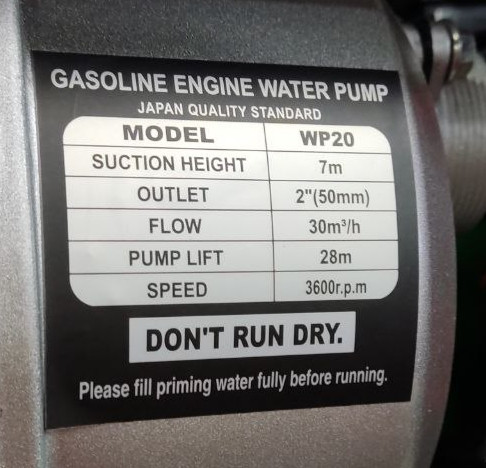 GASOLINE ENGINE WATER PUMP
JAPAN QUALITY STANDARD
MODEL WP20
SUCTION HEIGHT 7m
OUTLET 2"(50mm)
FLOW 30m³/h
PUMP LIFT 28m
SPEED 3600r.p.m
DON'T RUN DRY.
Please fill priming water fully before running.